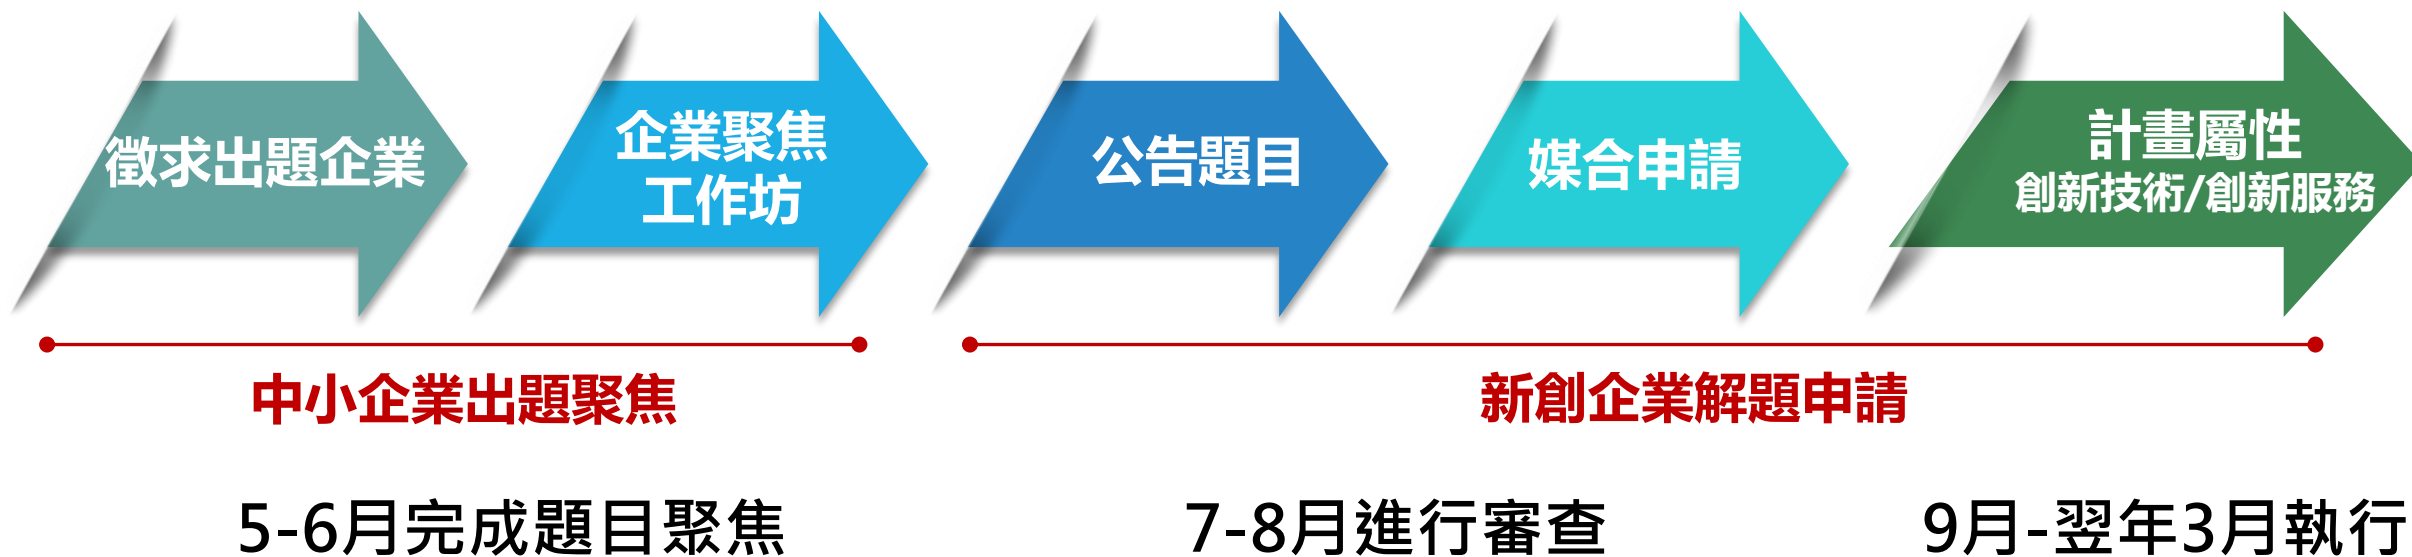 徵求出題企業
企業聚焦
工作坊
公告題目
媒合申請
計畫屬性
創新技術/創新服務
中小企業出題聚焦
新創企業解題申請
5-6月完成題目聚焦
7-8月進行審查
9月-翌年3月執行